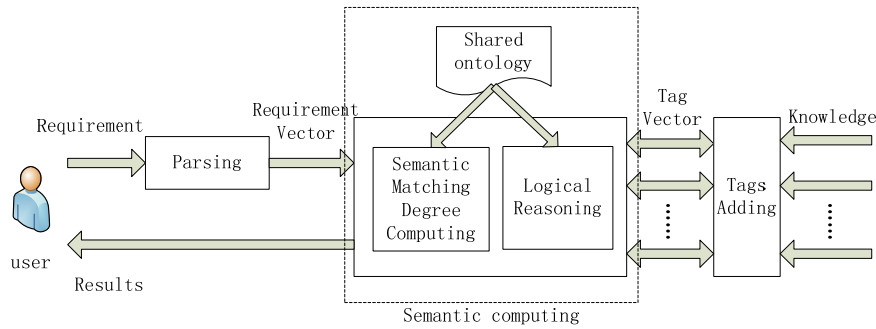 Shared
ontology
Requirement
Requirement
Vector
Tag
Vector
Knowledge
Parsing
Semantic
Matching
Degree
Computing
Logical
Reasoning
Tags
Adding
user
Results
Semantic computing